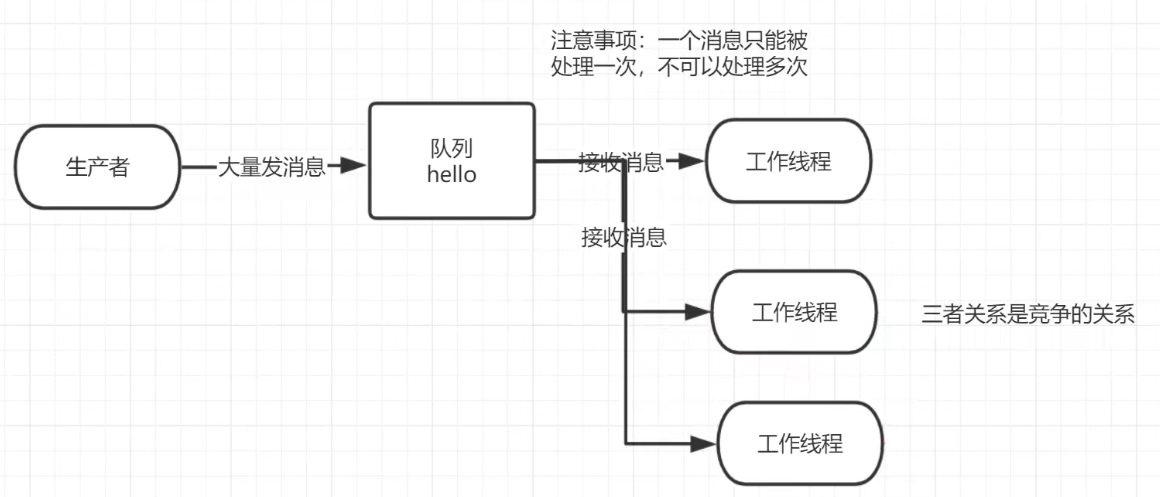 注意事项：一个消息只能被
处理一次，不可以处理多次
生产者
大量发消息
队列
hello
接收消息
工作线程
接收消息
工作线程
三者关系是竞争的关系
工作线程